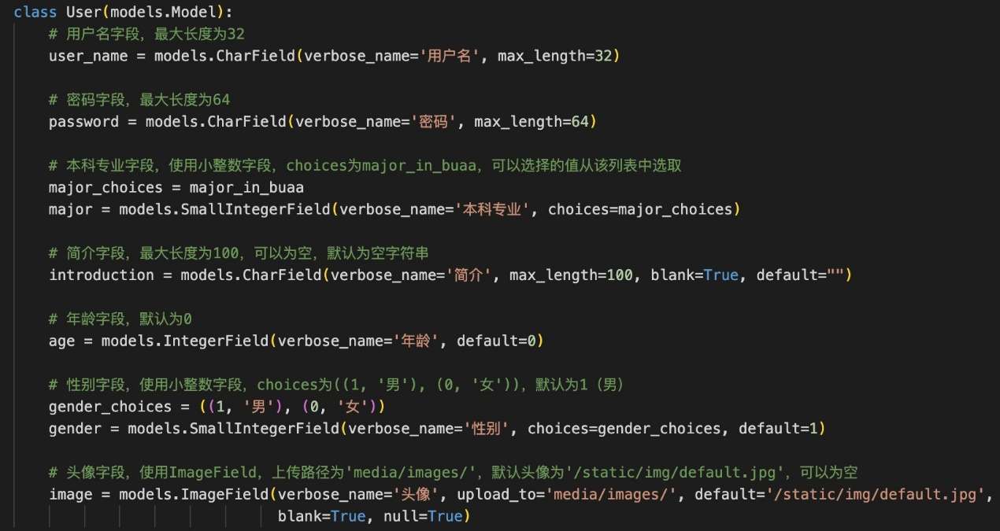 class User(models.Model):
# 用户名字段，最大长度为32
user_name = models.CharField(verbose_name='用户名', max_length=32)
# 密码字段，最大长度为64
password = models.CharField(verbose_name='密码', max_length=64)
# 本科专业字段，使用小整数字段，choices为major_in_buaa，可以选择的值从该列表中选取
major_choices = major_in_buaa
major = models.SmallIntegerField(verbose_name='本科专业', choices=major_choices)
# 简介字段，最大长度为100，可以为空，默认为空字符串
introduction = models.CharField(verbose_name='简介', max_length=100, blank=True, default="")
# 年龄字段，默认为0
age = models.IntegerField(verbose_name='年龄', default=0)
# 性别字段，使用小整数字段，choices为((1, '男'), (0, '女'))，默认为1（男）
gender_choices = ((1, '男'), (0, '女'))
gender = models.SmallIntegerField(verbose_name='性别', choices=gender_choices, default=1)
# 头像字段，使用ImageField，上传路径为'media/images/'，默认头像为'/static/img/default.jpg'，可以为空
image = models.ImageField(verbose_name='头像', upload_to='media/images/', default='/static/img/default.jpg',
blank=True, null=True)